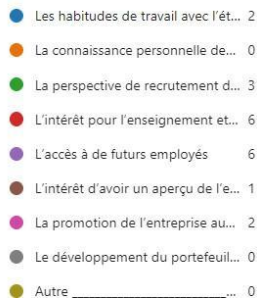 Les habitudes de travail avec l'ét... 2
La connaissance personnelle de... 0
La perspective de recrutement d... 3
L'intérêt pour l'enseignement et... 6
L'accès à de futurs employés 6
L'intérêt d'avoir un aperçu de l'e... 1
La promotion de l'entreprise au... 2
Le développement du portefeuil... 0
Autre _________________________... 0